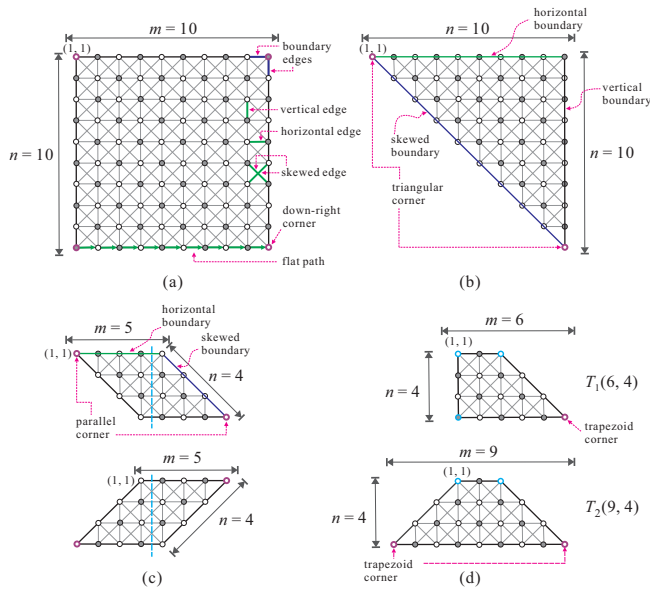 m = 10
(1, 1)
boundary
edges
vertical edge
horizontal edge
skewed edge
n = 10
down-right
corner
flat path
(a)
n = 10
horizontal
boundary
(1, 1)
vertical
boundary
skewed
boundary
n = 10
triangular
corner
(b)
horizontal
boundary
m = 5
skewed
boundary
(1, 1)
n = 4
parallel
corner
m = 5
(1, 1)
n = 4
(c)
m = 6
(1, 1)
n = 4
T₁(6, 4)
trapezoid
corner
m = 9
(1, 1)
n = 4
T₂(9, 4)
trapezoid
corner
(d)